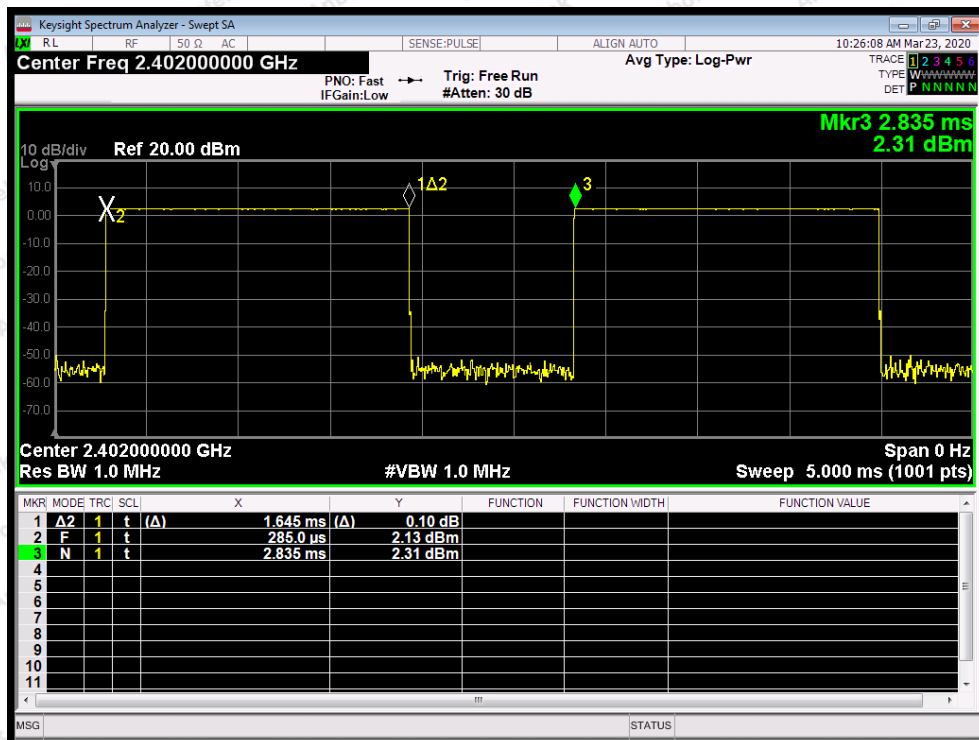 Keysight Spectrum Analyzer - Swept SA
LXI RL RF 50 Ω AC SENSE:PULSE ALIGN AUTO 10:26:08 AM Mar 23, 2020
Center Freq 2.402000000 GHz Avg Type: Log-Pwr TRACE 1 2 3 4 5 6
PNO: Fast Trig: Free Run TYPE WWWWWWW
IFGain:Low #Atten: 30 dB DET P N N N N N
Mkr3 2.835 ms
10 dB/div Ref 20.00 dBm 2.31 dBm
Log
1Δ2 3
10.0
2
0.00
-10.0
-20.0
-30.0
-40.0
-50.0
-60.0
-70.0
Center 2.402000000 GHz Span 0 Hz
Res BW 1.0 MHz #VBW 1.0 MHz Sweep 5.000 ms (1001 pts)
MKR MODE TRC SCL X Y FUNCTION FUNCTION WIDTH FUNCTION VALUE
1 Δ2 1 t (Δ) 1.645 ms (Δ) 0.10 dB
2 F 1 t 285.0 µs 2.13 dBm
3 N 1 t 2.835 ms 2.31 dBm
4
5
6
7
8
9
10
11
MSG STATUS